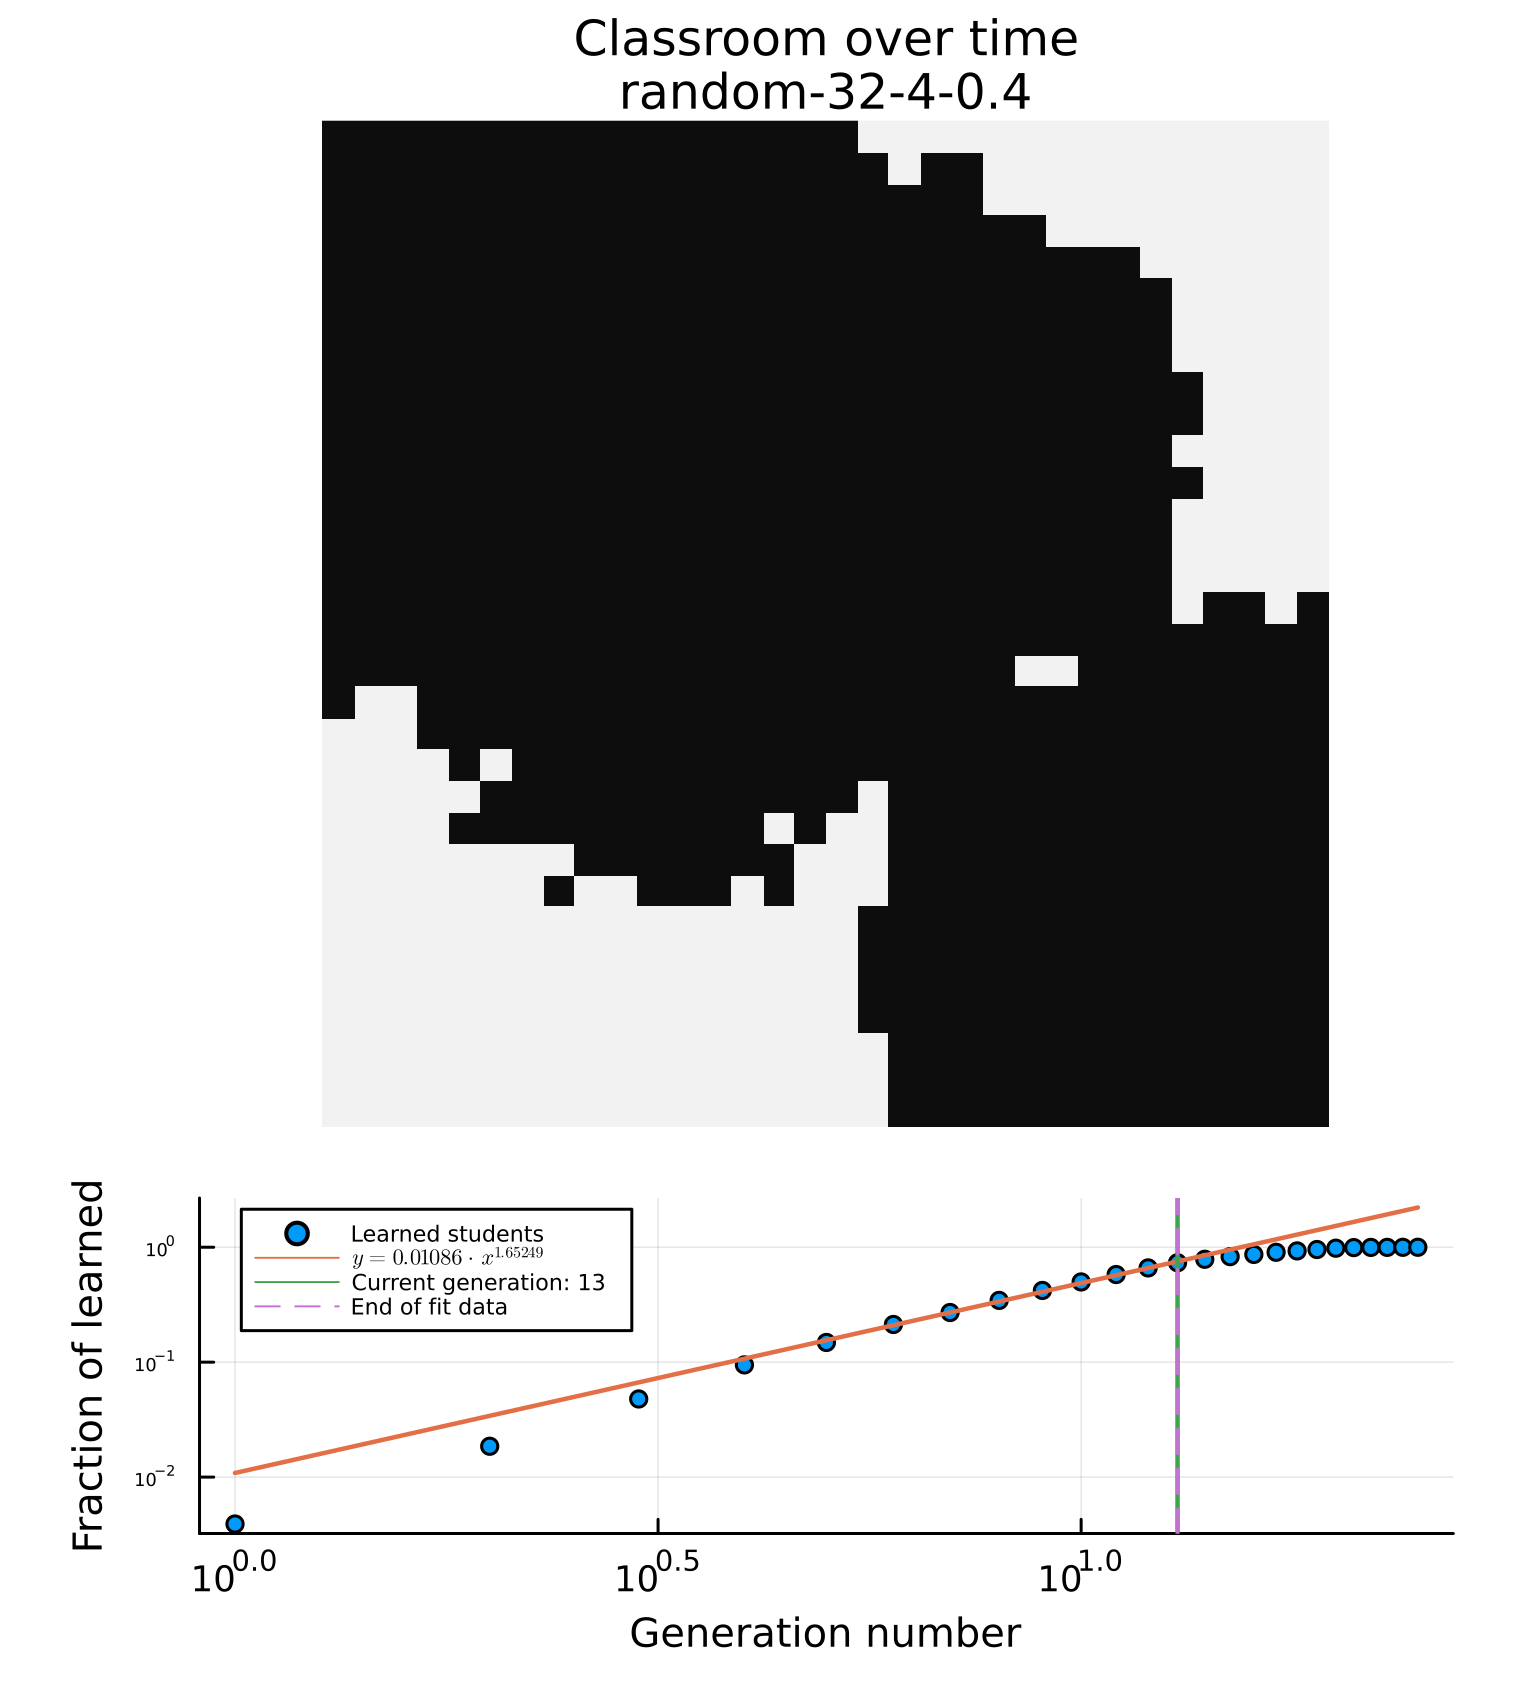 Classroom over time
random-32-4-0.4
Fraction of learned
10⁰
10⁻¹
10⁻²
Learned students
y = 0.01086 · x^1.65249
Current generation: 13
End of fit data
10^0.0
10^0.5
10^1.0
Generation number